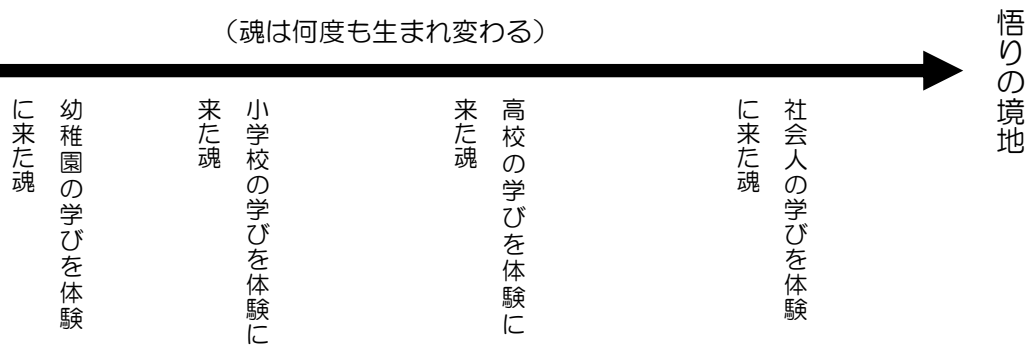 （魂は何度も生まれ変わる）
悟りの境地
幼稚園の学びを体験
に来た魂
小学校の学びを体験に
来た魂
高校の学びを体験に
来た魂
社会人の学びを体験
に来た魂